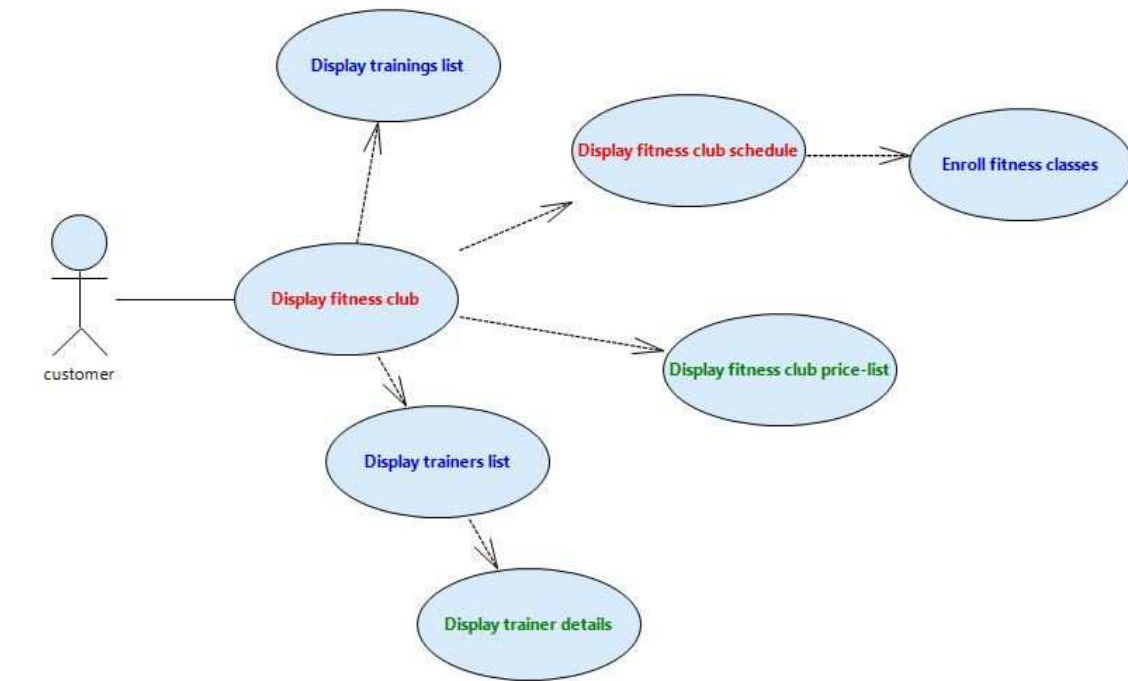 Display trainings list
Display fitness club schedule
Enroll fitness classes
Display fitness club
customer
Display fitness club price-list
Display trainers list
Display trainer details